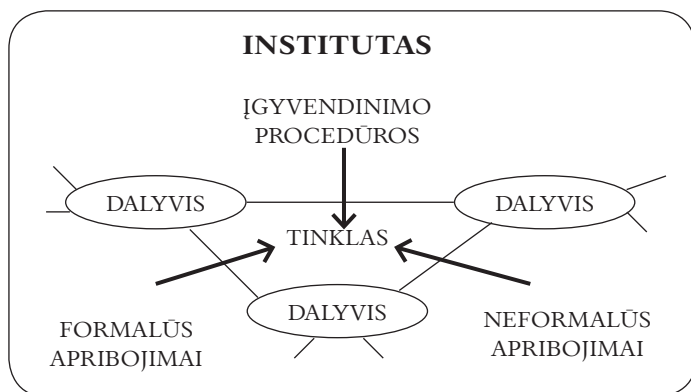 INSTITUTAS
ĮGYVENDINIMO
PROCEDŪROS
DALYVIS
DALYVIS
TINKLAS
DALYVIS
FORMALŪS
APRIBOJIMAI
NEFORMALŪS
APRIBOJIMAI